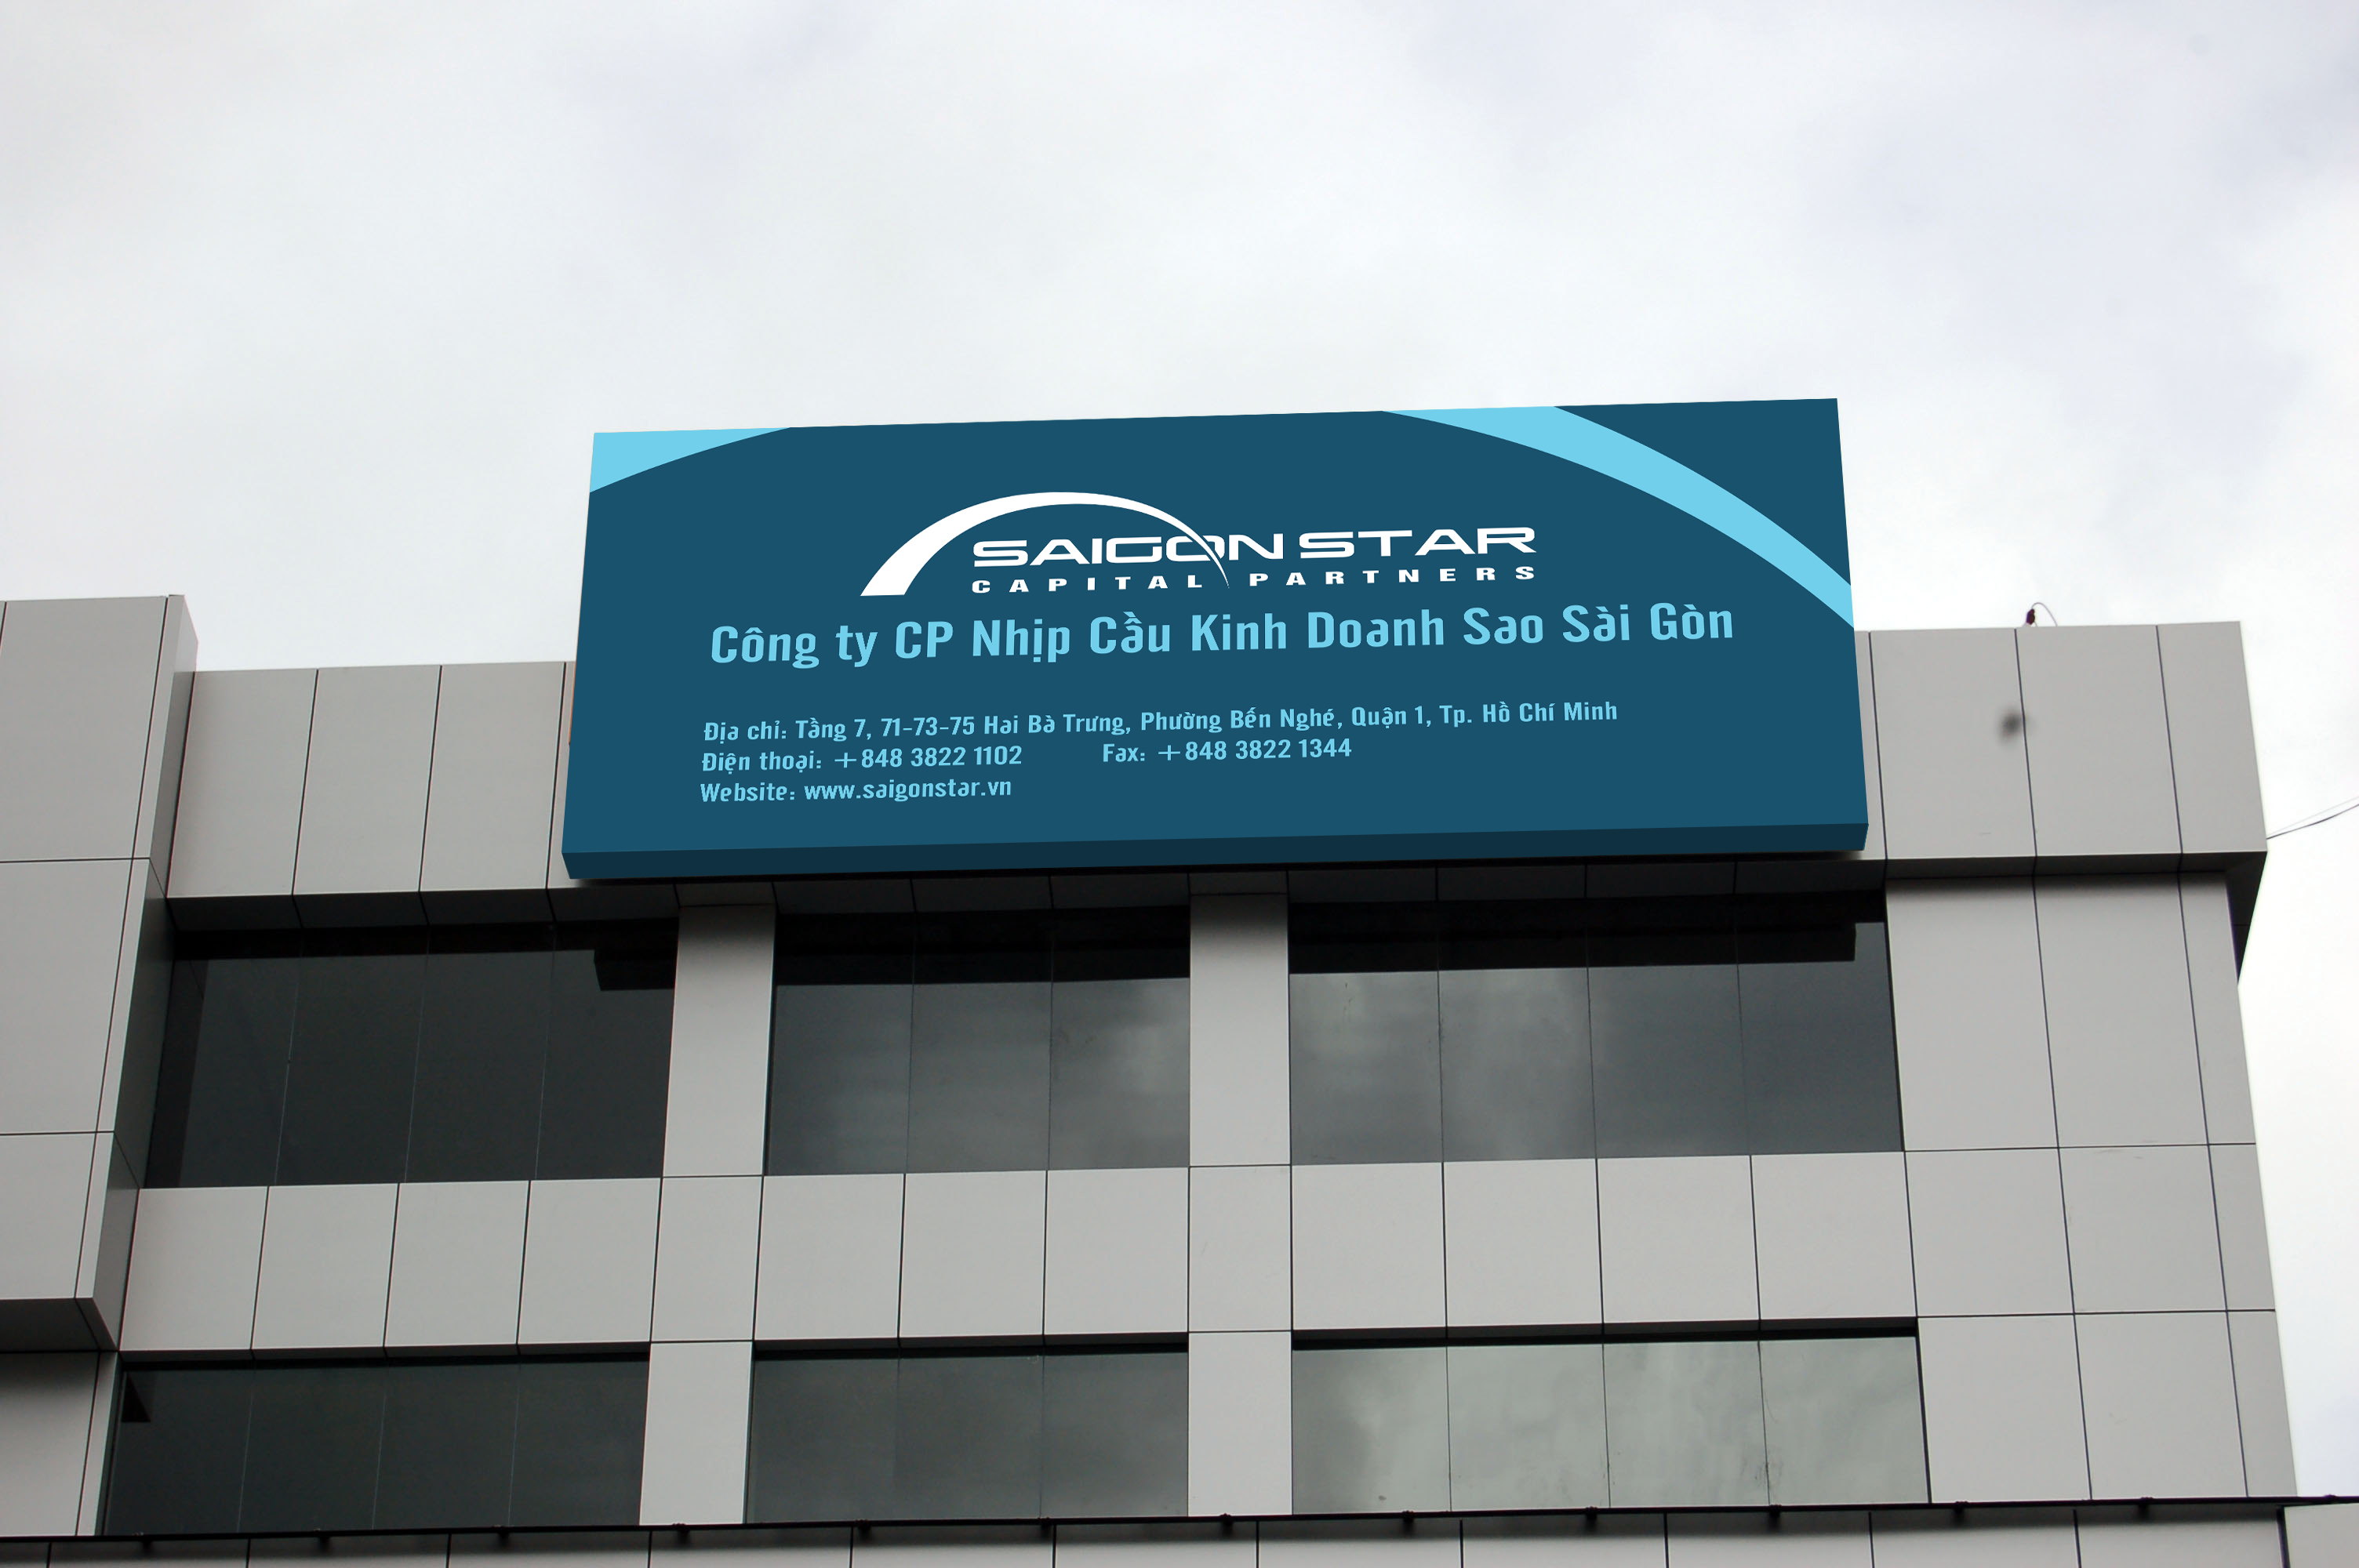 SAIGON STAR
CAPITAL PARTNERS
Công ty CP Nhịp Cầu Kinh Doanh Sao Sài Gòn
Địa chỉ: Tầng 7, 71-73-75 Hai Bà Trưng, Phường Bến Nghé, Quận 1, Tp. Hồ Chí Minh
Điện thoại: +848 3822 1102 Fax: +848 3822 1344
Website: www.saigonstar.vn